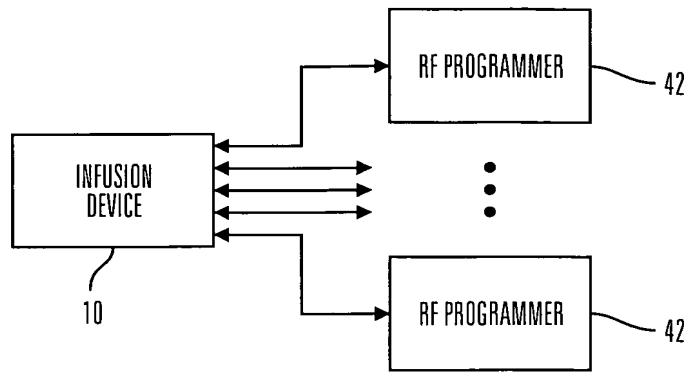 RF PROGRAMMER
42
INFUSION
DEVICE
10
RF PROGRAMMER
42